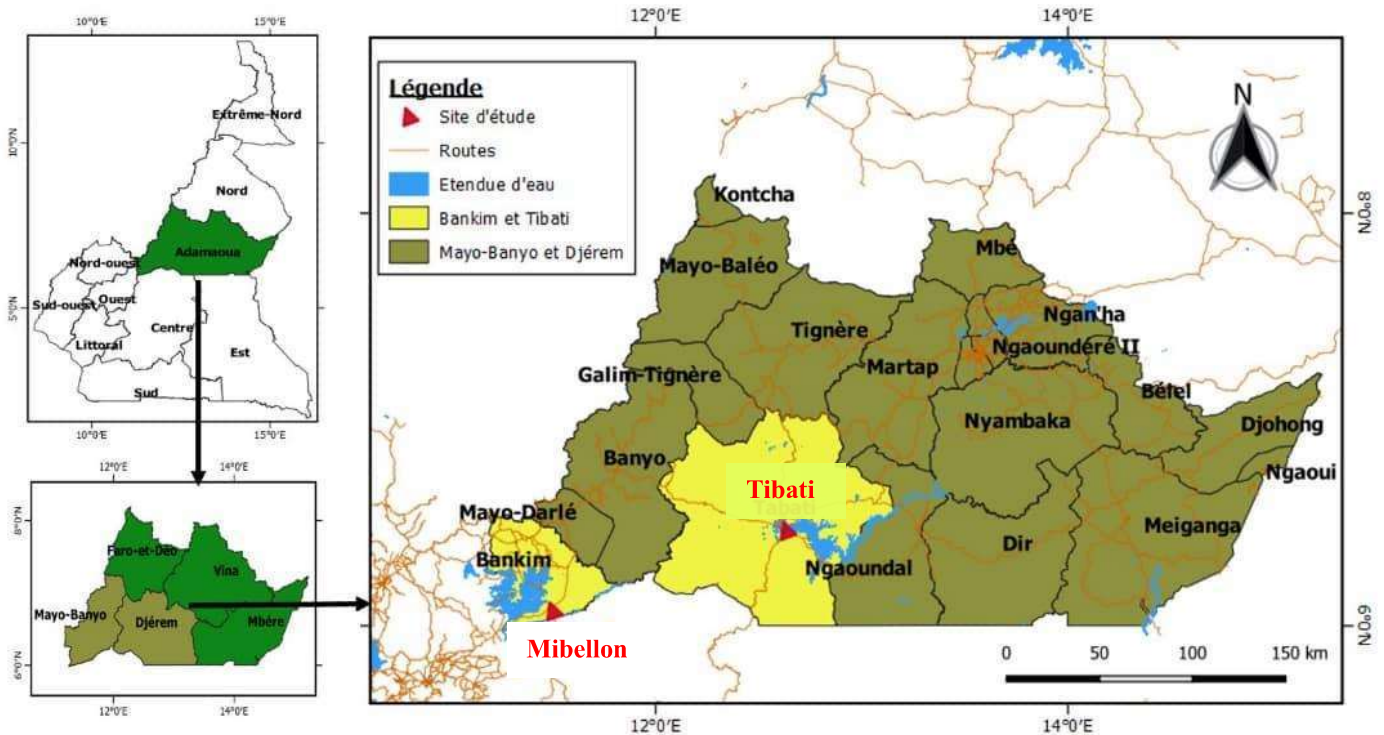 10°0'E 15°0'E
10°0'N
5°0'N
Extrême-Nord
Nord
Adamaoua
Nord-ouest
Sud-ouest
Ouest
Centre
Littoral
Est
Sud
10°0'E 15°0'E
12°0'E 14°0'E
8°0'N
6°0'N
Faro-et-Déo
Vina
Mayo-Banyo
Djérem
Mbére
12°0'E 14°0'E
12°0'E 14°0'E
Légende
Site d'étude
Routes
Etendue d'eau
Bankim et Tibati
Mayo-Banyo et Djérem
N
8°0'N
Kontcha
Mbé
Mayo-Baléo
Ngan'ha
Tignère
Ngaoundéré II
Martap
Galim-Tignère
Bélel
Nyambaka
Djohong
Banyo
Ngaoui
Tibati
Tabati
Mayo-Darlé
Meiganga
Dir
Bankim
Ngaoundal
6°0'N
Mibellon
0 50 100 150 km
12°0'E 14°0'E